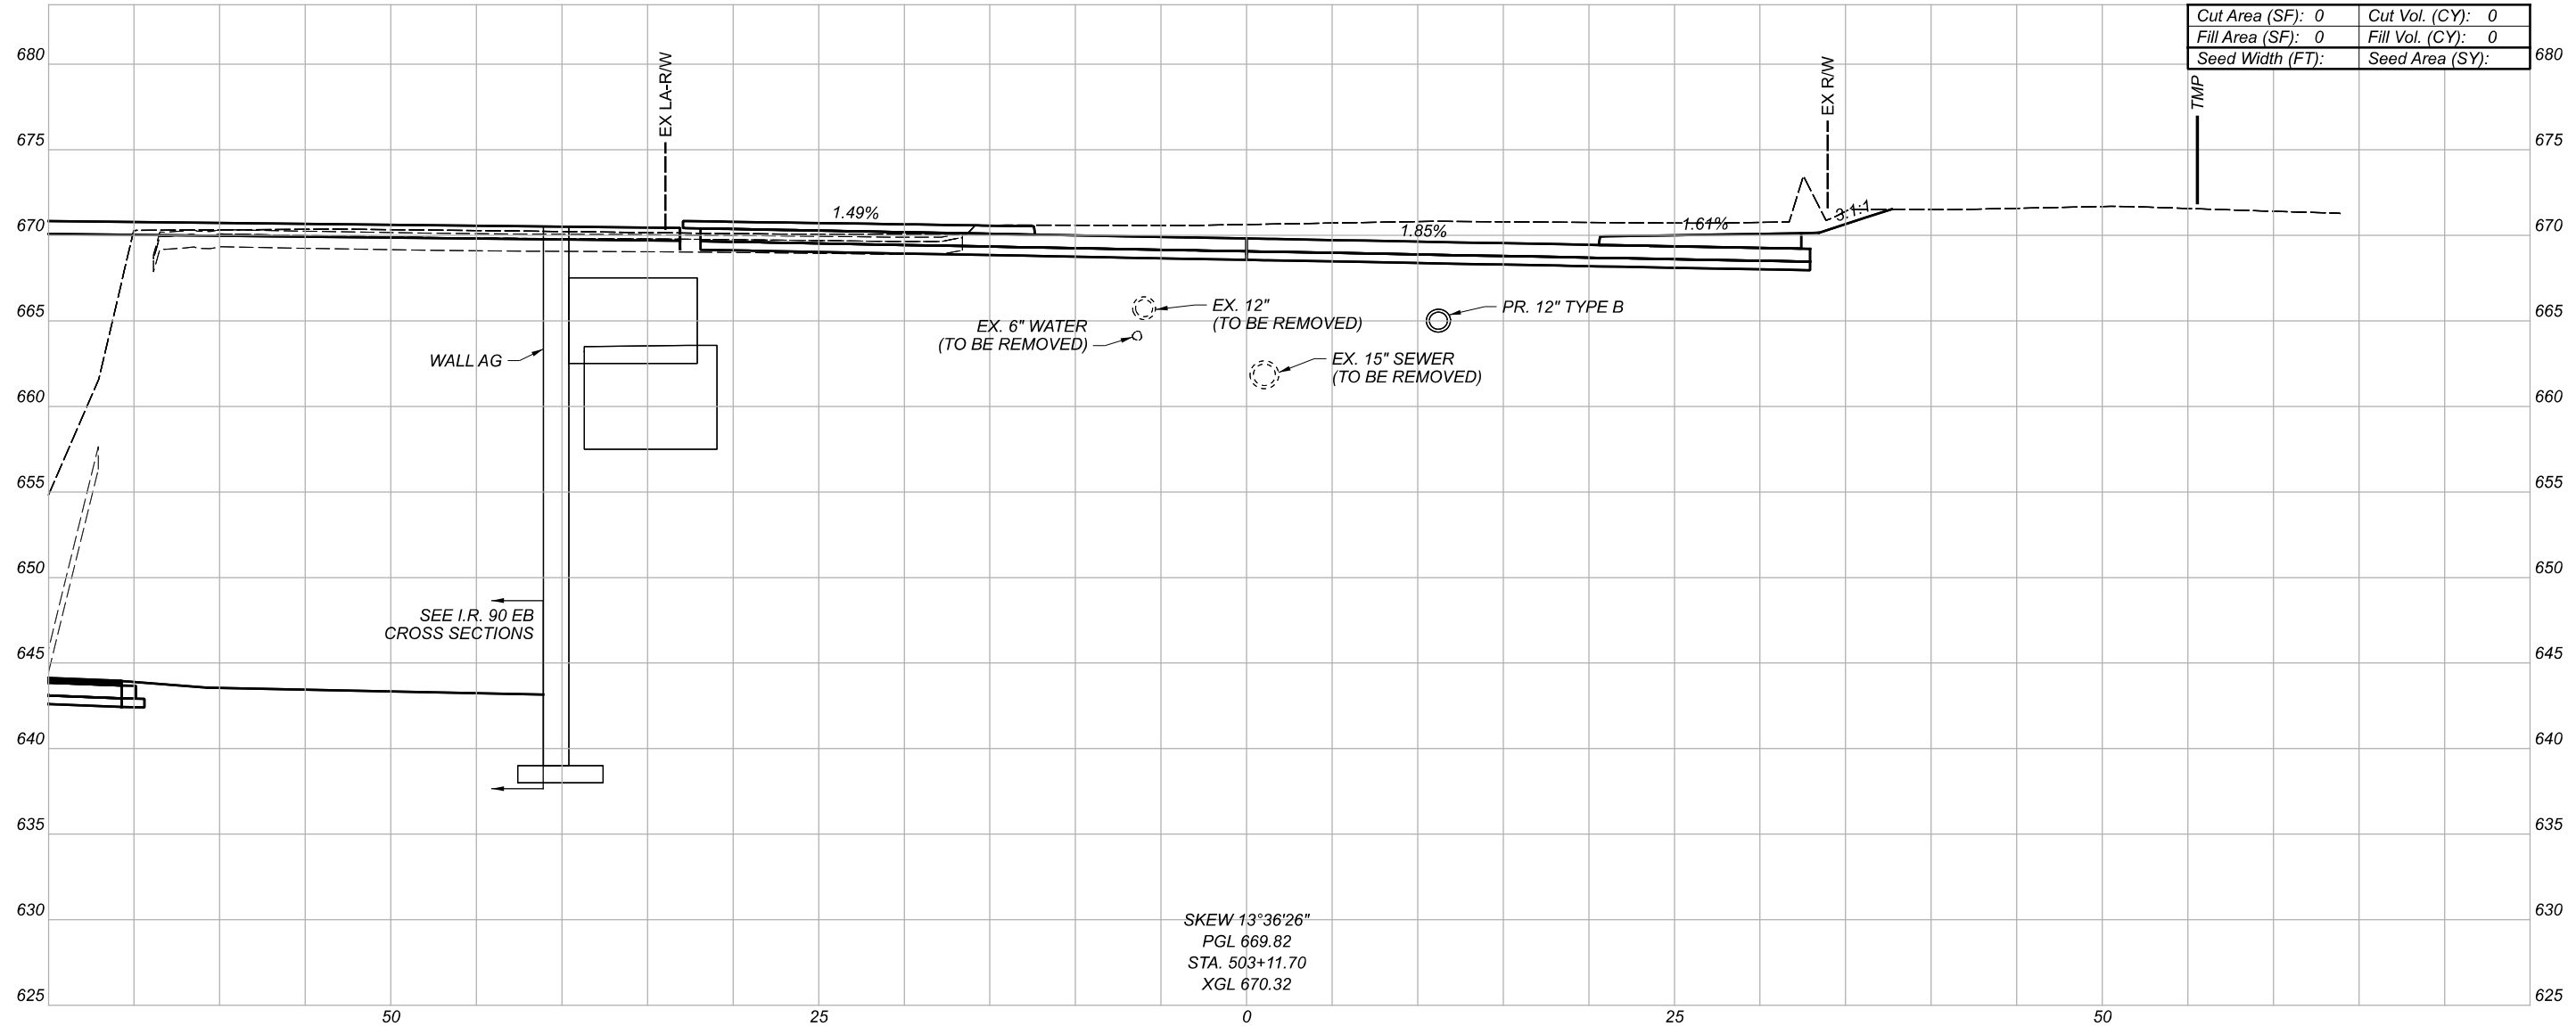 Cut Area (SF): 0 Cut Vol. (CY): 0
Fill Area (SF): 0 Fill Vol. (CY): 0
Seed Width (FT): Seed Area (SY):
680 680
EX LA-R/W
EX R/W
TMP
675 675
1.49%
3:1:1
670 670
1.85%
1.61%
EX. 12"
(TO BE REMOVED)
PR. 12" TYPE B
665 665
EX. 6" WATER
(TO BE REMOVED)
WALL AG
EX. 15" SEWER
(TO BE REMOVED)
660 660
655 655
650 650
SEE I.R. 90 EB
CROSS SECTIONS
645 645
640 640
635 635
630 630
SKEW 13°36'26"
PGL 669.82
STA. 503+11.70
XGL 670.32
625 625
50 25 0 25 50